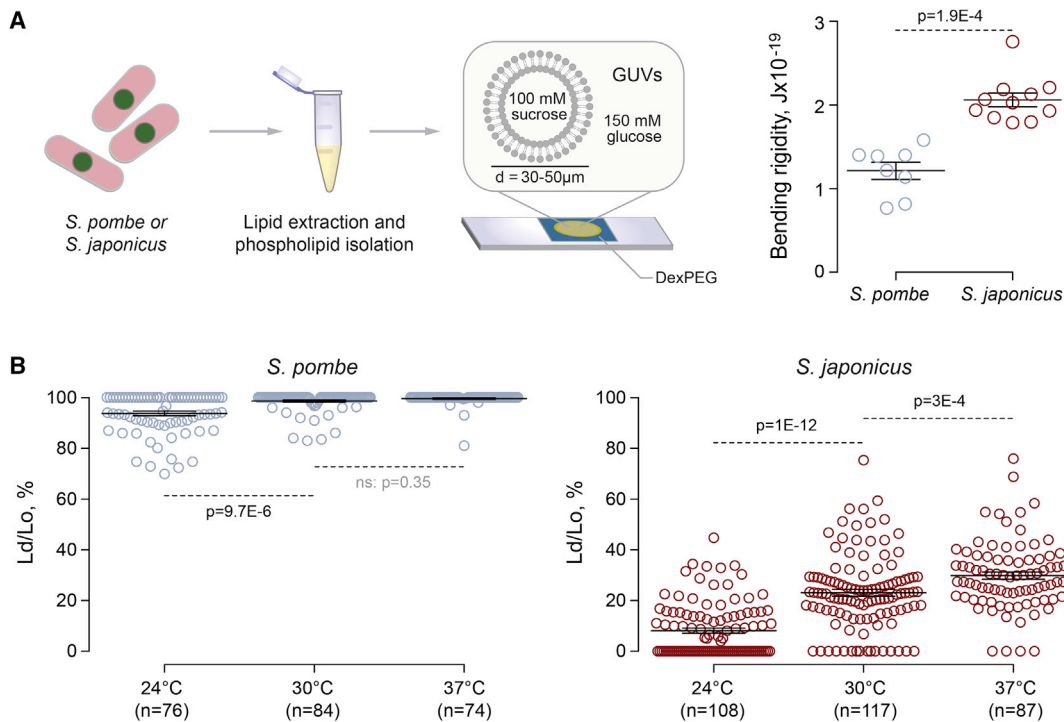 A
S. pombe or
S. japonicus
Lipid extraction and
phospholipid isolation
100 mM
sucrose
GUVs
150 mM
glucose
d = 30-50µm
DexPEG
Bending rigidity, Jx10⁻¹⁹
3
2
1
0
p=1.9E-4
S. pombe
S. japonicus
B
S. pombe
Ld/Lo, %
100
80
60
40
20
0
p=9.7E-6
ns: p=0.35
24°C
(n=76)
30°C
(n=84)
37°C
(n=74)
S. japonicus
Ld/Lo, %
100
80
60
40
20
0
p=1E-12
p=3E-4
24°C
(n=108)
30°C
(n=117)
37°C
(n=87)